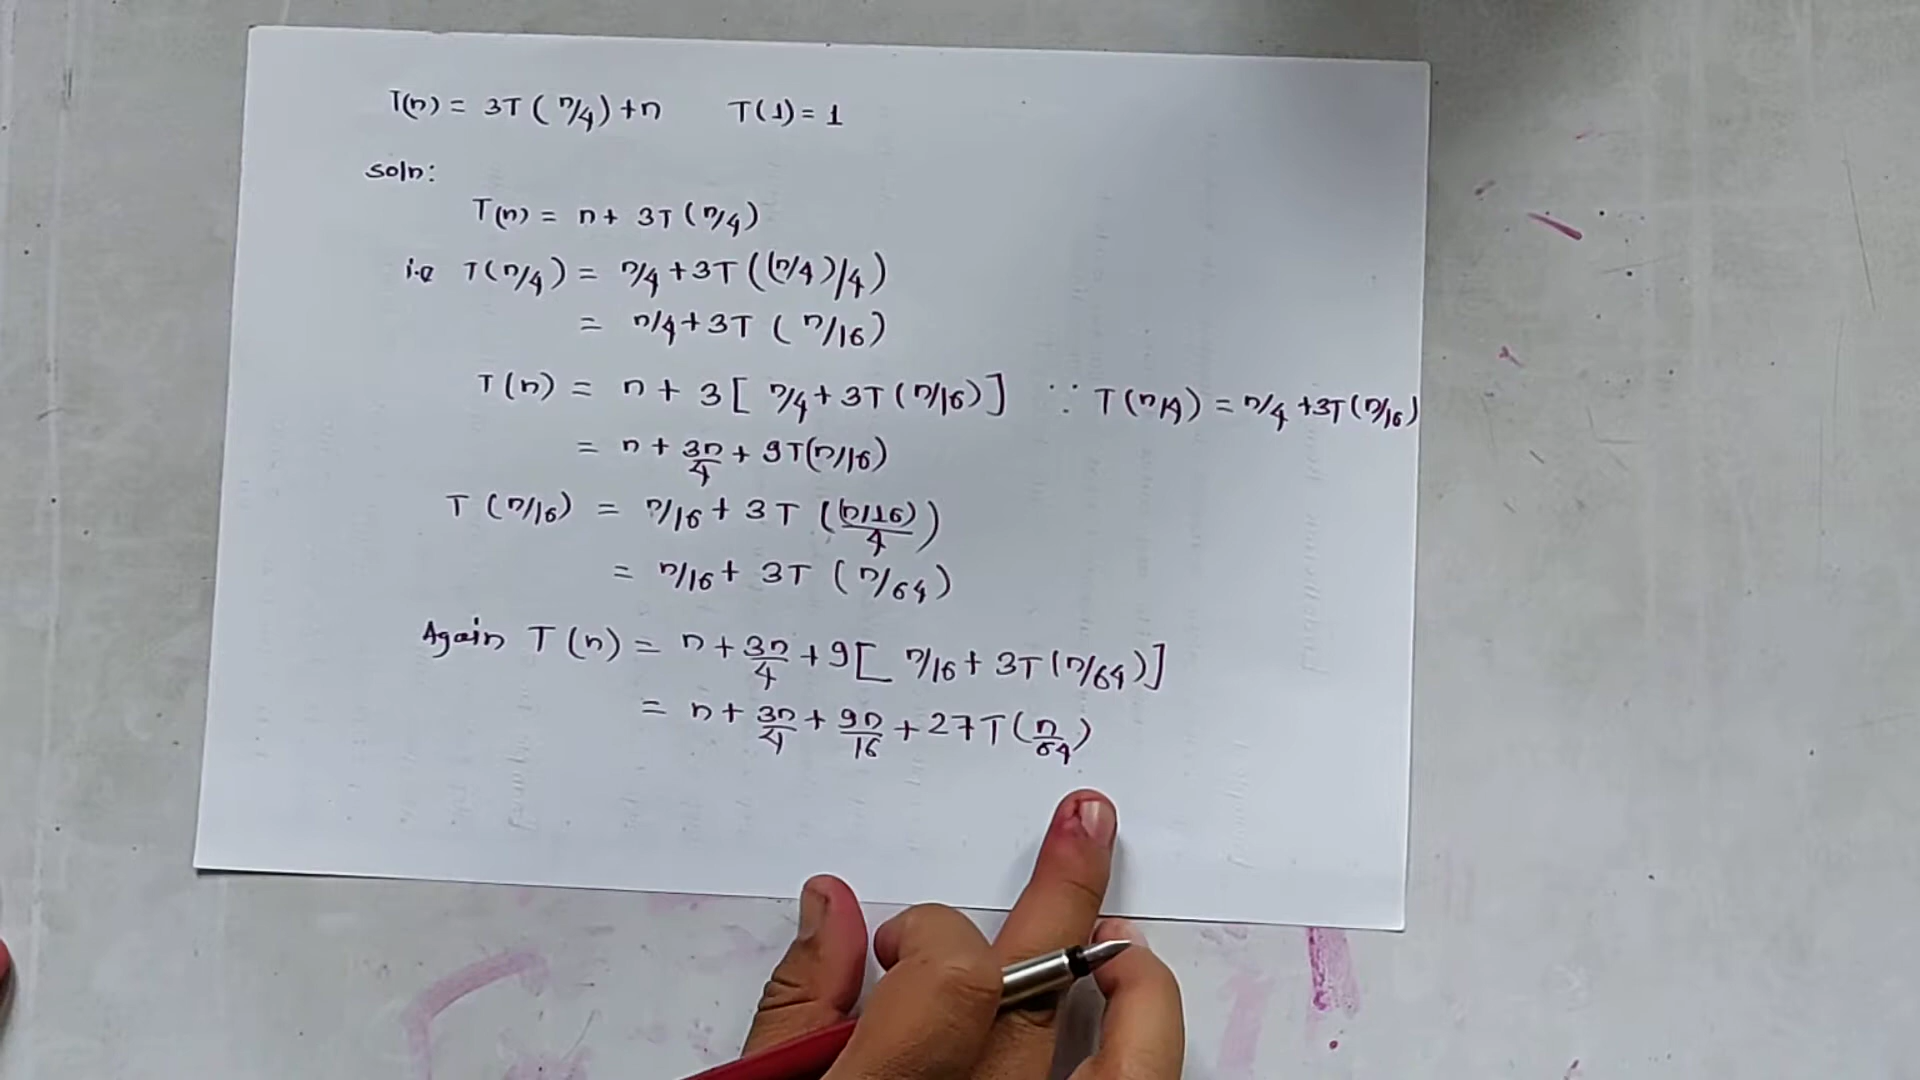 T(n) = 3T(n/4)+n T(1)=1
Soln:
T(n) = n+ 3T(n/4)
i.e T(n/4) = n/4+3T((n/4)/4)
= n/4+3T (n/16)
T(n) = n + 3[ n/4+3T(n/16)] ∵ T(n/4) = n/4+3T(n/16)
= n + 3n/4 + 9T(n/16)
T (n/16) = n/16 + 3T ((n/16)/4)
= n/16+ 3T (n/64)
Again T(n) = n+3n/4+9[ n/16+ 3T(n/64)]
= n+3n/4+9n/16+27T(n/64)